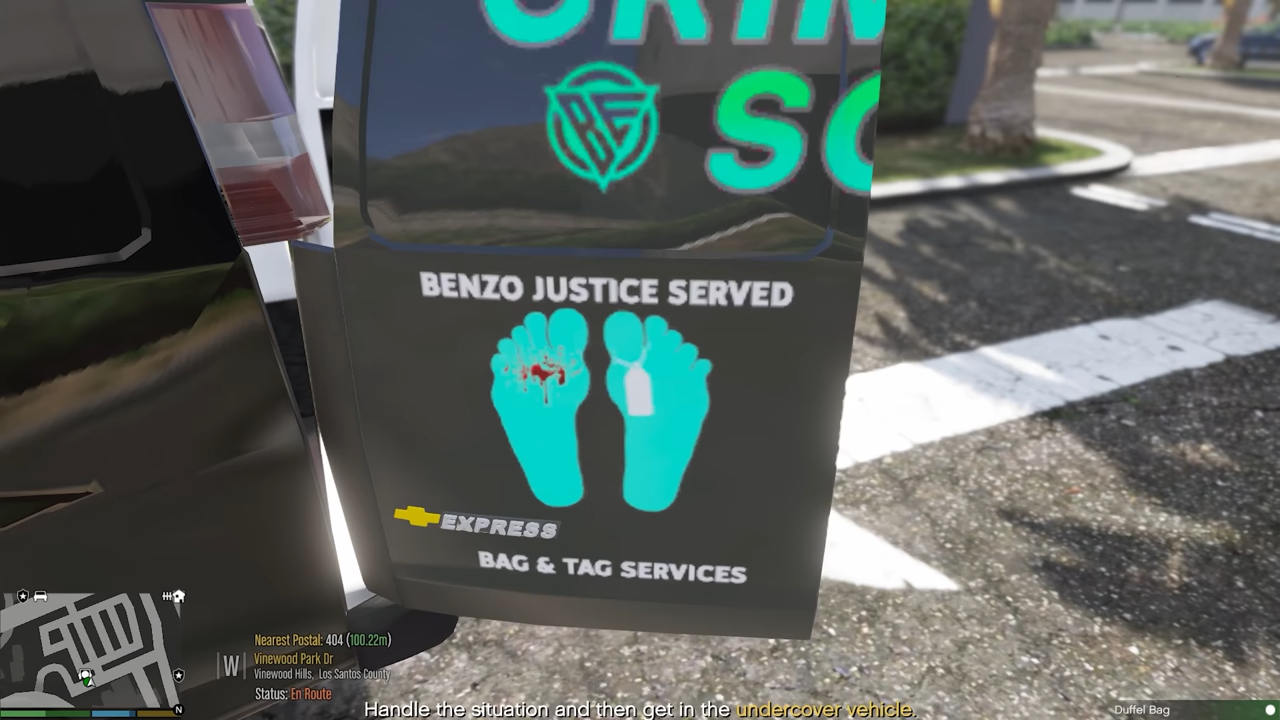 BENZO JUSTICE SERVED
EXPRESS
BAG & TAG SERVICES
Nearest Postal: 404 (100.22m)
W
Vinewood Park Dr
Vinewood Hills, Los Santos County
Status: En Route
N
Handle the situation and then get in the undercover vehicle.
Duffel Bag